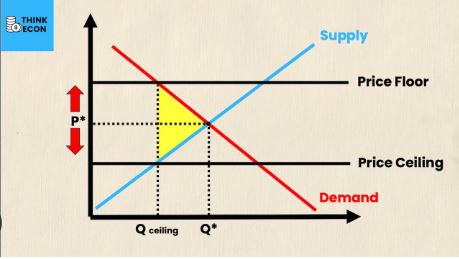 THINK
ECON
Supply
Price Floor
P*
Price Ceiling
Demand
Q ceiling
Q*